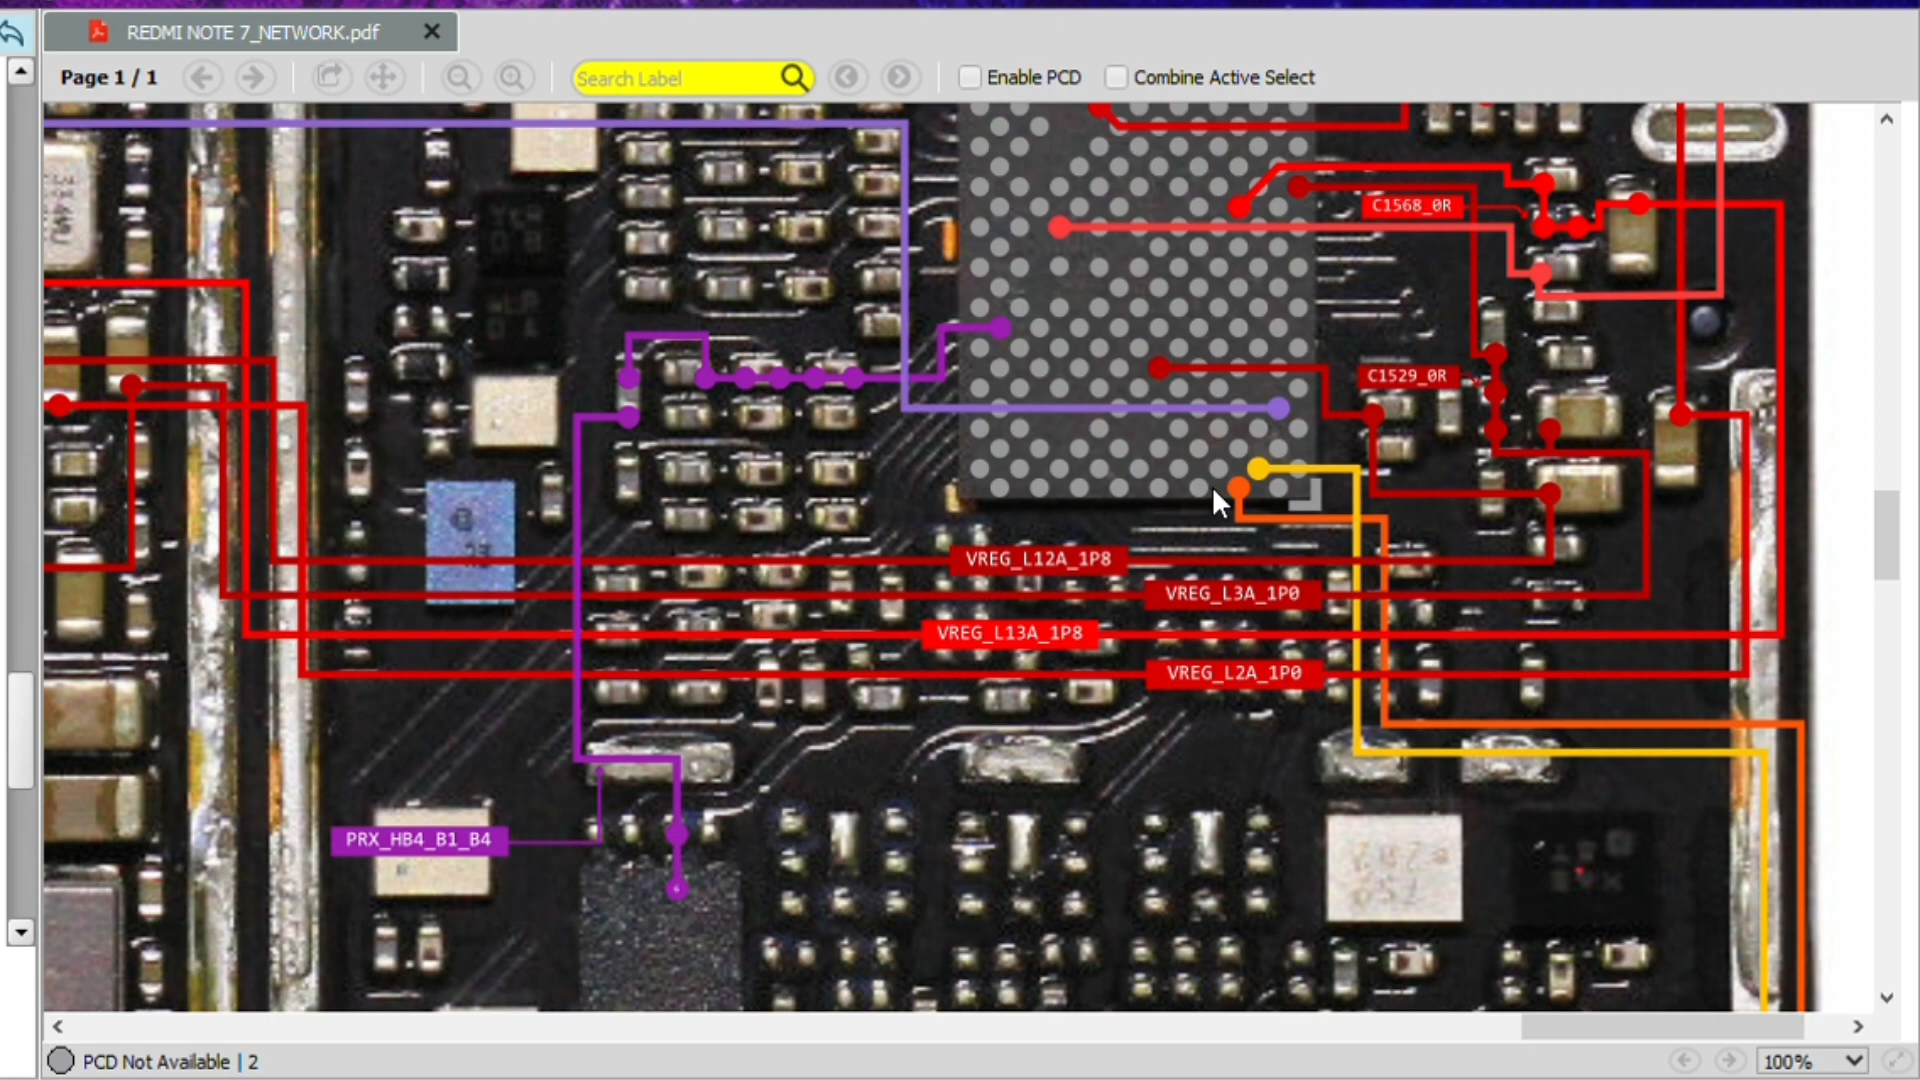 REDMI NOTE 7_NETWORK.pdf
Page 1 / 1
Search Label
Enable PCD
Combine Active Select
C1568_0R
C1529_0R
VREG_L12A_1P8
VREG_L3A_1P0
VREG_L13A_1P8
VREG_L2A_1P0
PRX_HB4_B1_B4
PCD Not Available | 2
100%